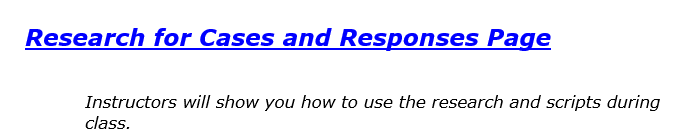 Research for Cases and Responses Page
Instructors will show you how to use the research and scripts during
class.